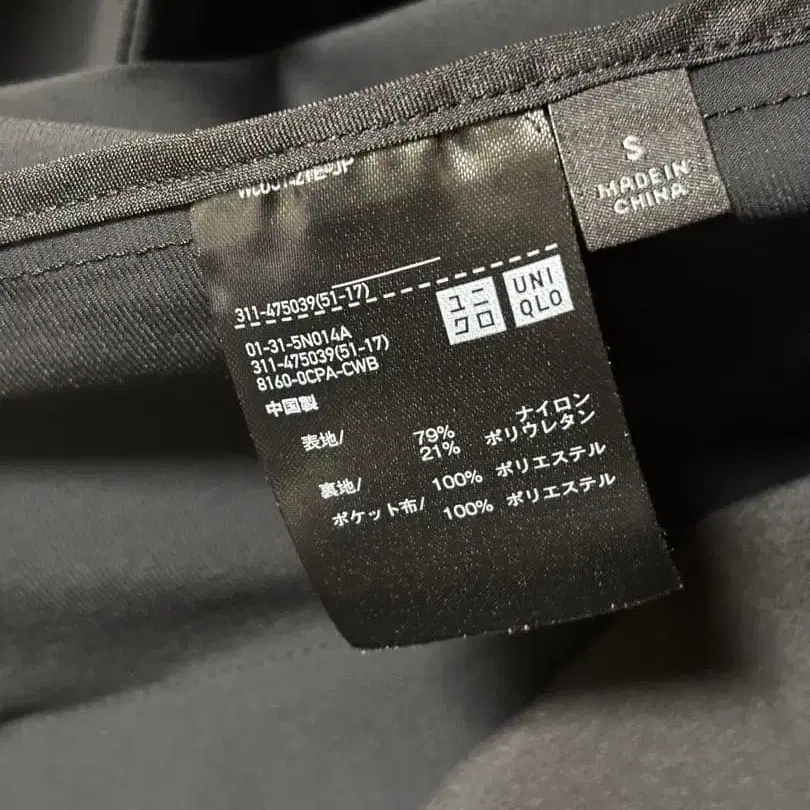 S
MADE IN
CHINA
311-475039(51-17)
ユニ
クロ
UNI
QLO
01-31-5N014A
311-475039(51-17)
8160-0CPA-CWB
中国製
表地/ 79% ナイロン
21% ポリウレタン
裏地/ 100% ポリエステル
ポケット布/ 100% ポリエステル